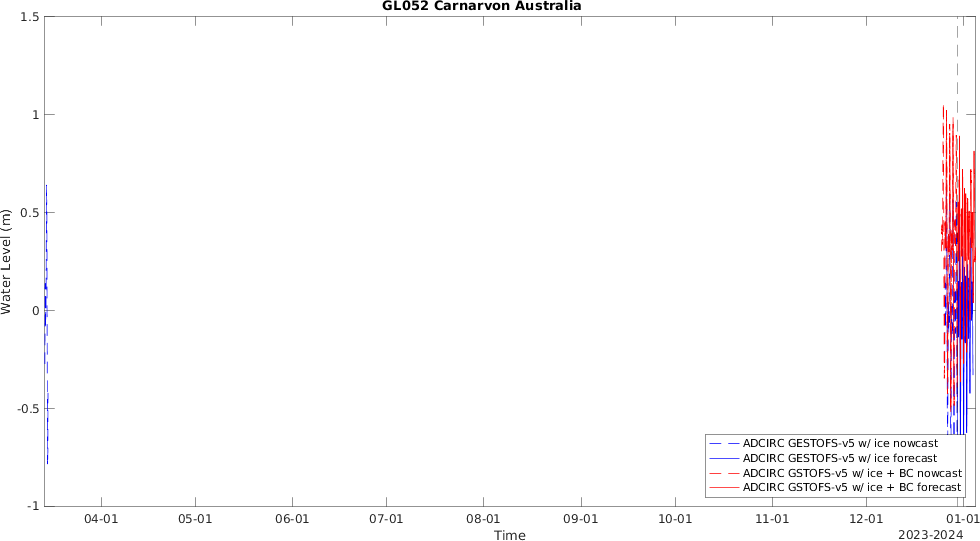 GL052 Carnarvon Australia
1.5
1
0.5
0
-0.5
-1
Water Level (m)
ADCIRC GESTOFS-v5 w/ ice nowcast
ADCIRC GESTOFS-v5 w/ ice forecast
ADCIRC GSTOFS-v5 w/ ice + BC nowcast
ADCIRC GSTOFS-v5 w/ ice + BC forecast
04-01 05-01 06-01 07-01 08-01 09-01 10-01 11-01 12-01 01-01
Time
2023-2024